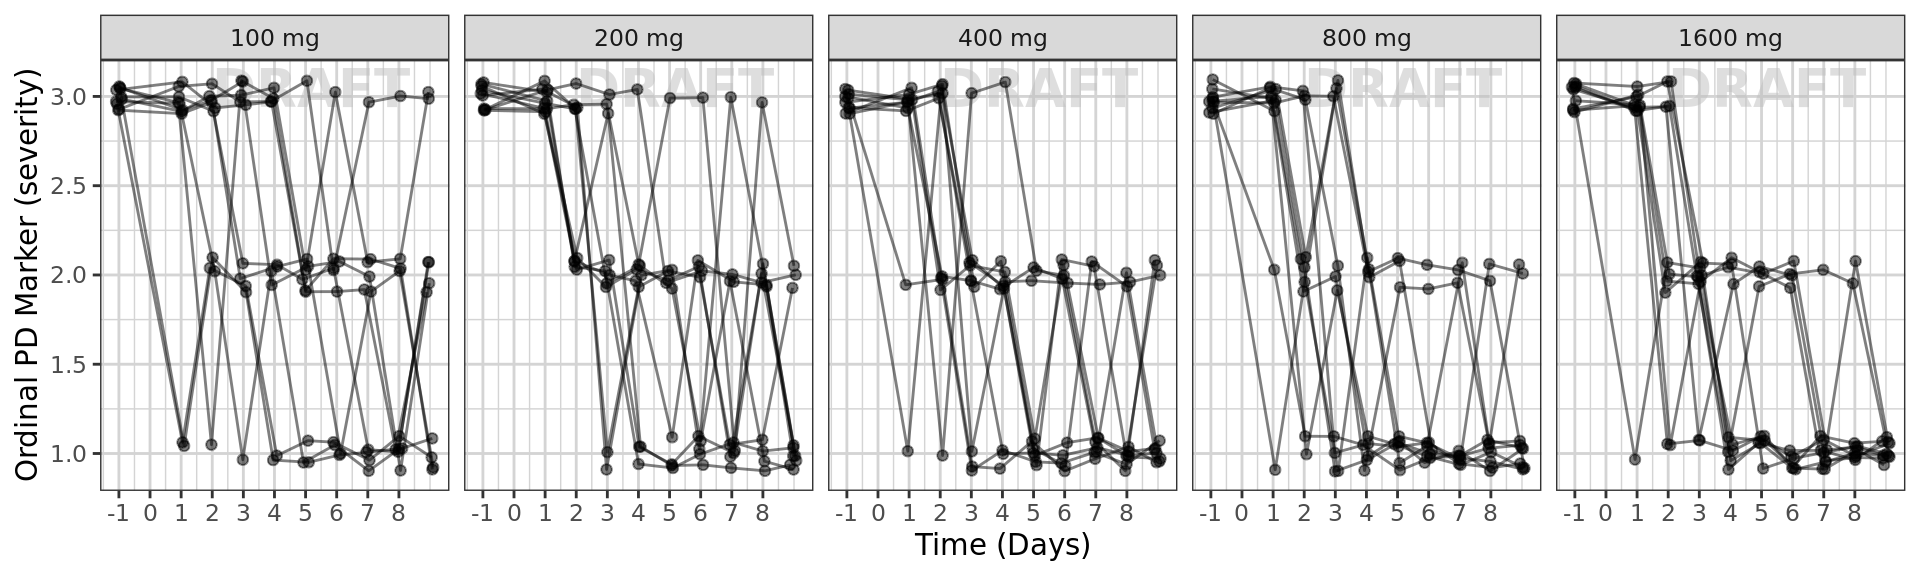 100 mg 200 mg 400 mg 800 mg 1600 mg
DRAFT DRAFT DRAFT DRAFT DRAFT
Ordinal PD Marker (severity)
3.0
2.5
2.0
1.5
1.0
-1 0 1 2 3 4 5 6 7 8 -1 0 1 2 3 4 5 6 7 8 -1 0 1 2 3 4 5 6 7 8 -1 0 1 2 3 4 5 6 7 8 -1 0 1 2 3 4 5 6 7 8
Time (Days)